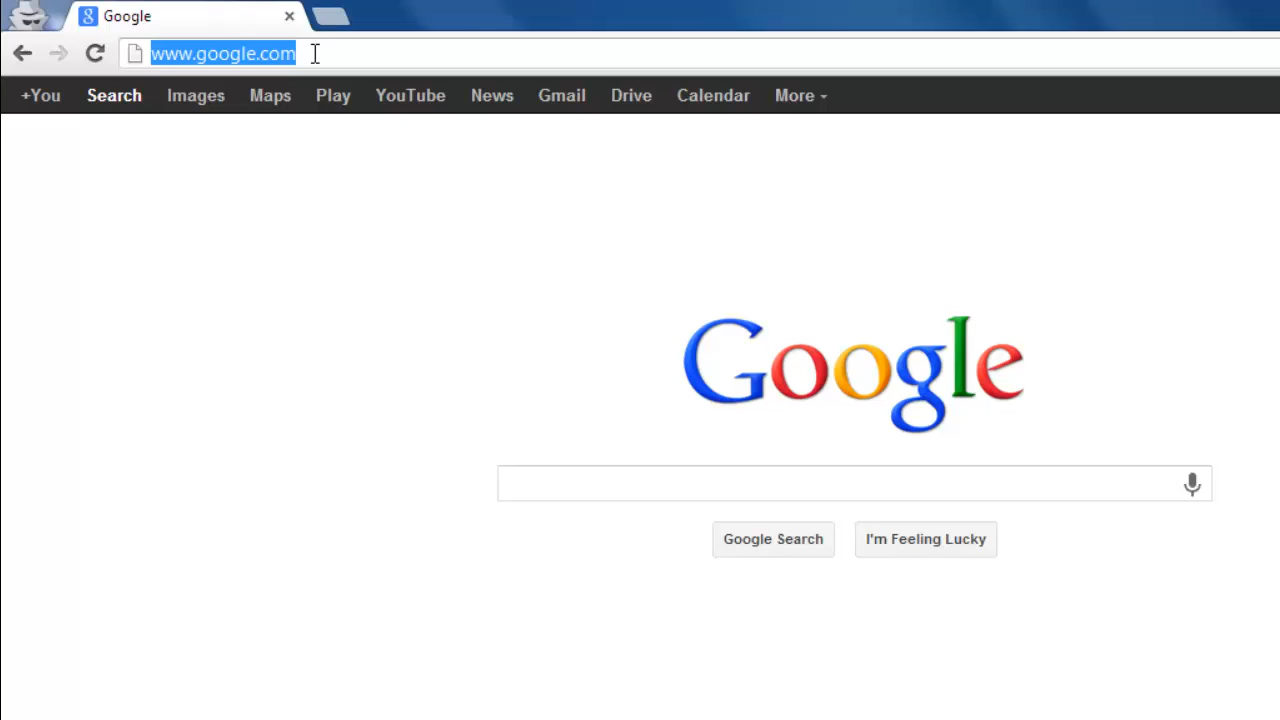 Google
www.google.com
+You Search Images Maps Play YouTube News Gmail Drive Calendar More
Google
Google Search I'm Feeling Lucky